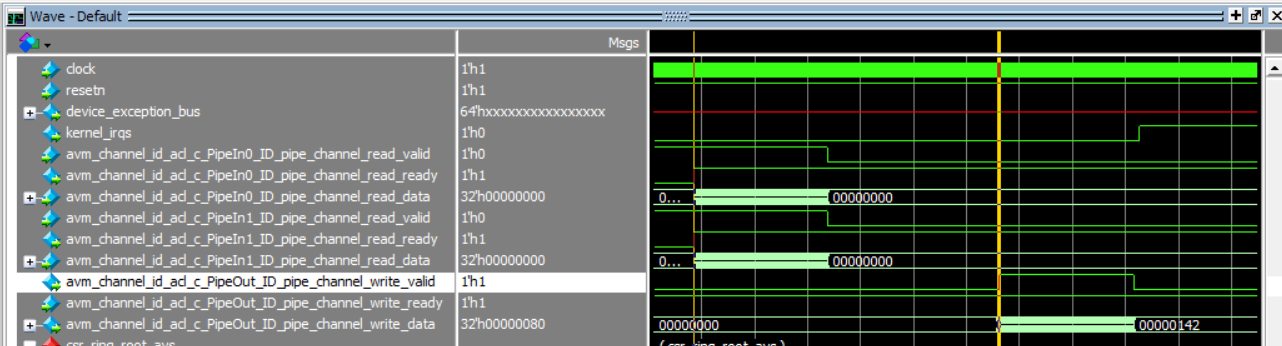 Wave - Default
Msgs
clock 1'h1
resetn 1'h1
device_exception_bus 64'hxxxxxxxxxxxxxxxx
kernel_irqs 1'h0
avm_channel_id_acl_c_PipeIn0_ID_pipe_channel_read_valid 1'h0
avm_channel_id_acl_c_PipeIn0_ID_pipe_channel_read_ready 1'h1
avm_channel_id_acl_c_PipeIn0_ID_pipe_channel_read_data 32'h00000000 0... 00000000
avm_channel_id_acl_c_PipeIn1_ID_pipe_channel_read_valid 1'h0
avm_channel_id_acl_c_PipeIn1_ID_pipe_channel_read_ready 1'h1
avm_channel_id_acl_c_PipeIn1_ID_pipe_channel_read_data 32'h00000000 0... 00000000
avm_channel_id_acl_c_PipeOut_ID_pipe_channel_write_valid 1'h1
avm_channel_id_acl_c_PipeOut_ID_pipe_channel_write_ready 1'h1
avm_channel_id_acl_c_PipeOut_ID_pipe_channel_write_data 32'h00000080 00000000 00000142
csr_ring_root_avs ( csr_ring_root_avs )